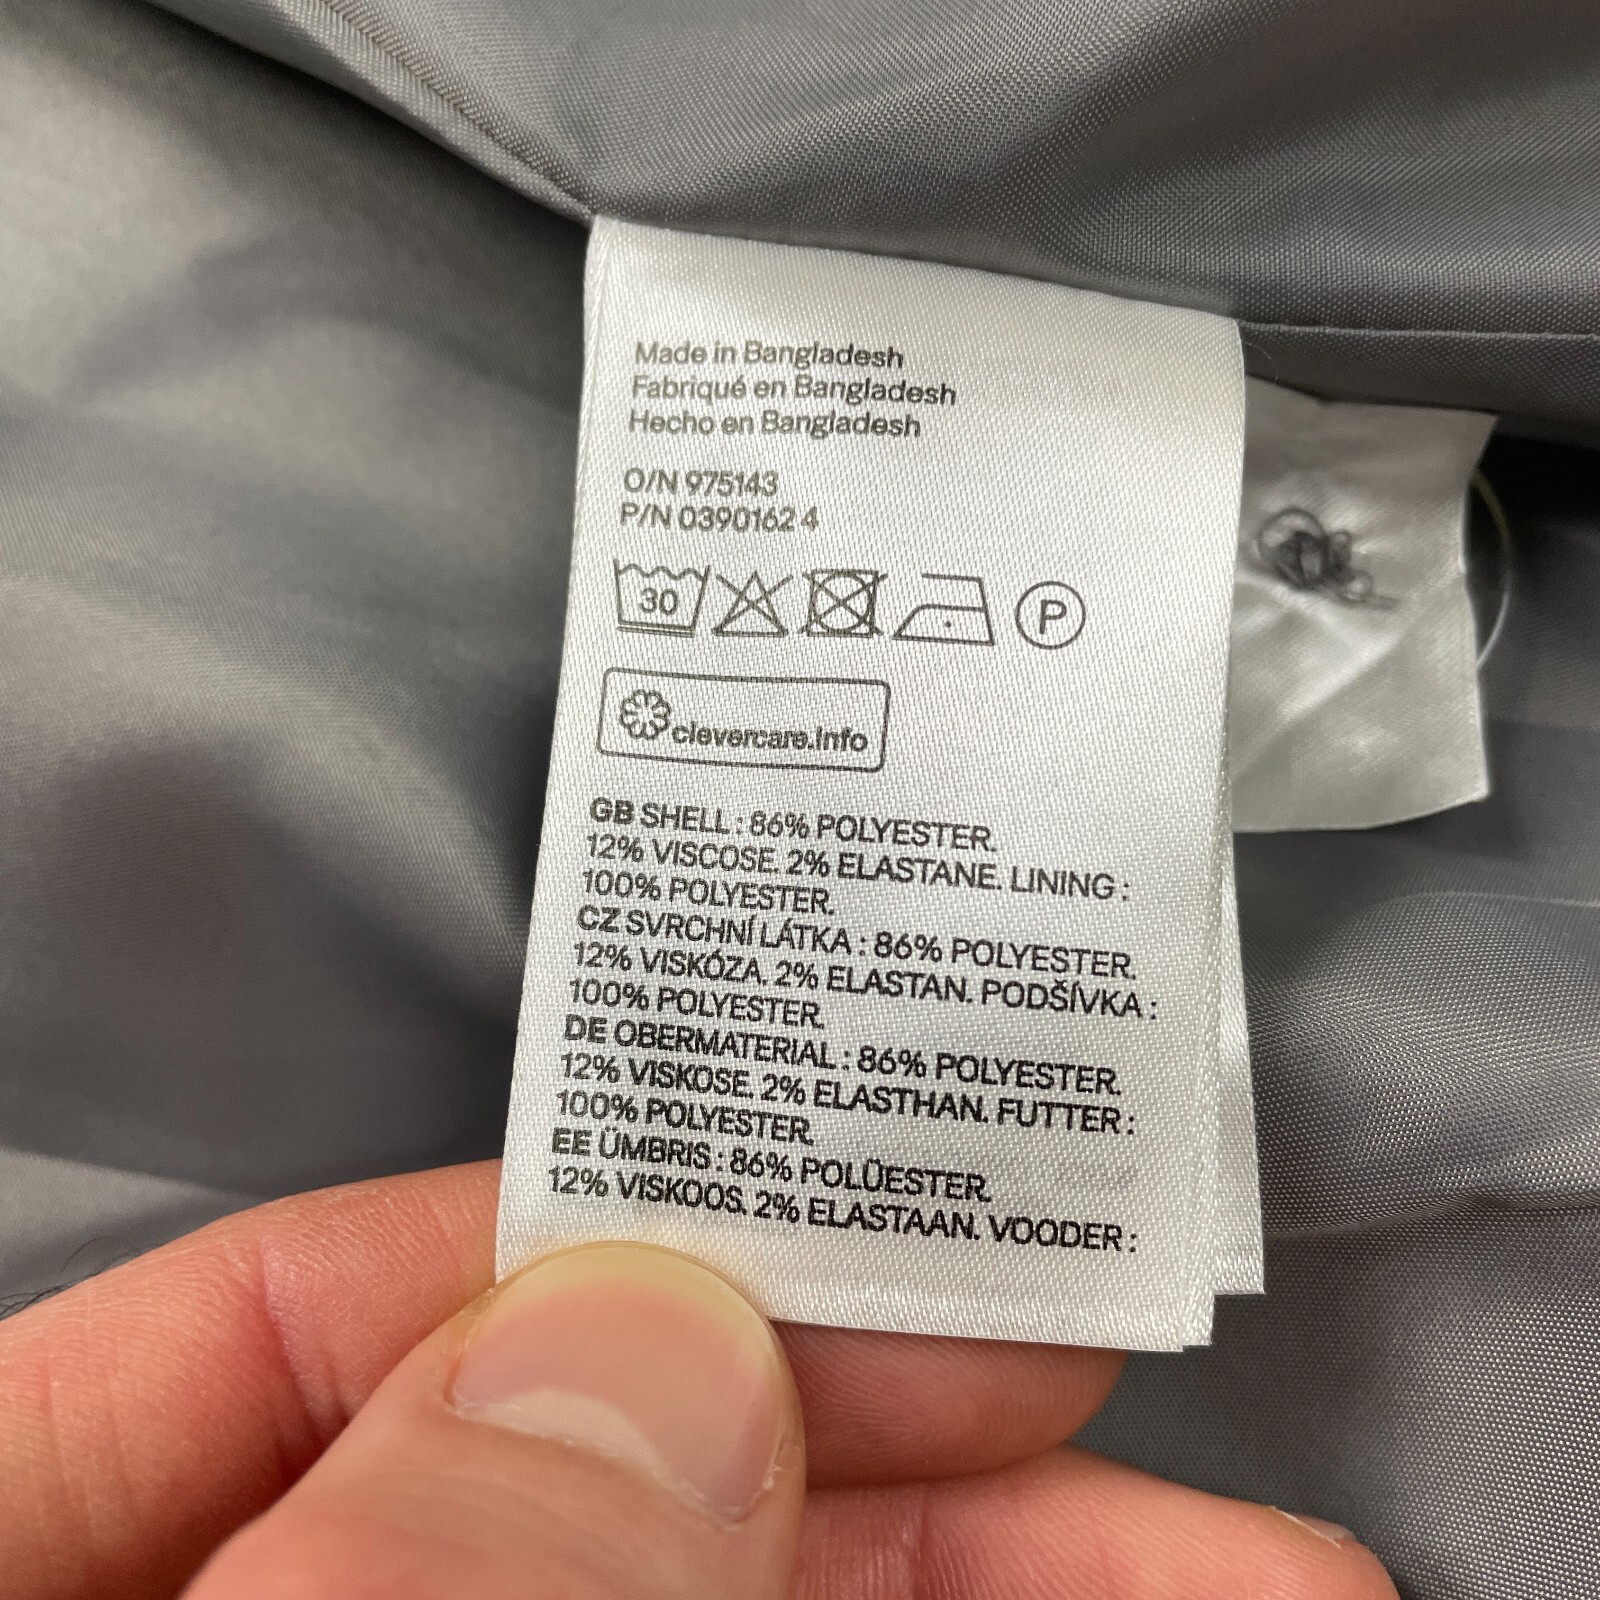 Made in Bangladesh
Fabriqué en Bangladesh
Hecho en Bangladesh
O/N 975143
P/N 0390162 4
30
P
clevercare.info
GB SHELL : 86% POLYESTER.
12% VISCOSE. 2% ELASTANE. LINING :
100% POLYESTER.
CZ SVRCHNÍ LÁTKA : 86% POLYESTER.
12% VISKÓZA. 2% ELASTAN. PODŠÍVKA :
100% POLYESTER.
DE OBERMATERIAL : 86% POLYESTER.
12% VISKOSE. 2% ELASTHAN. FUTTER :
100% POLYESTER.
EE ÜMBRIS : 86% POLÜESTER.
12% VISKOOS. 2% ELASTAAN. VOODER :